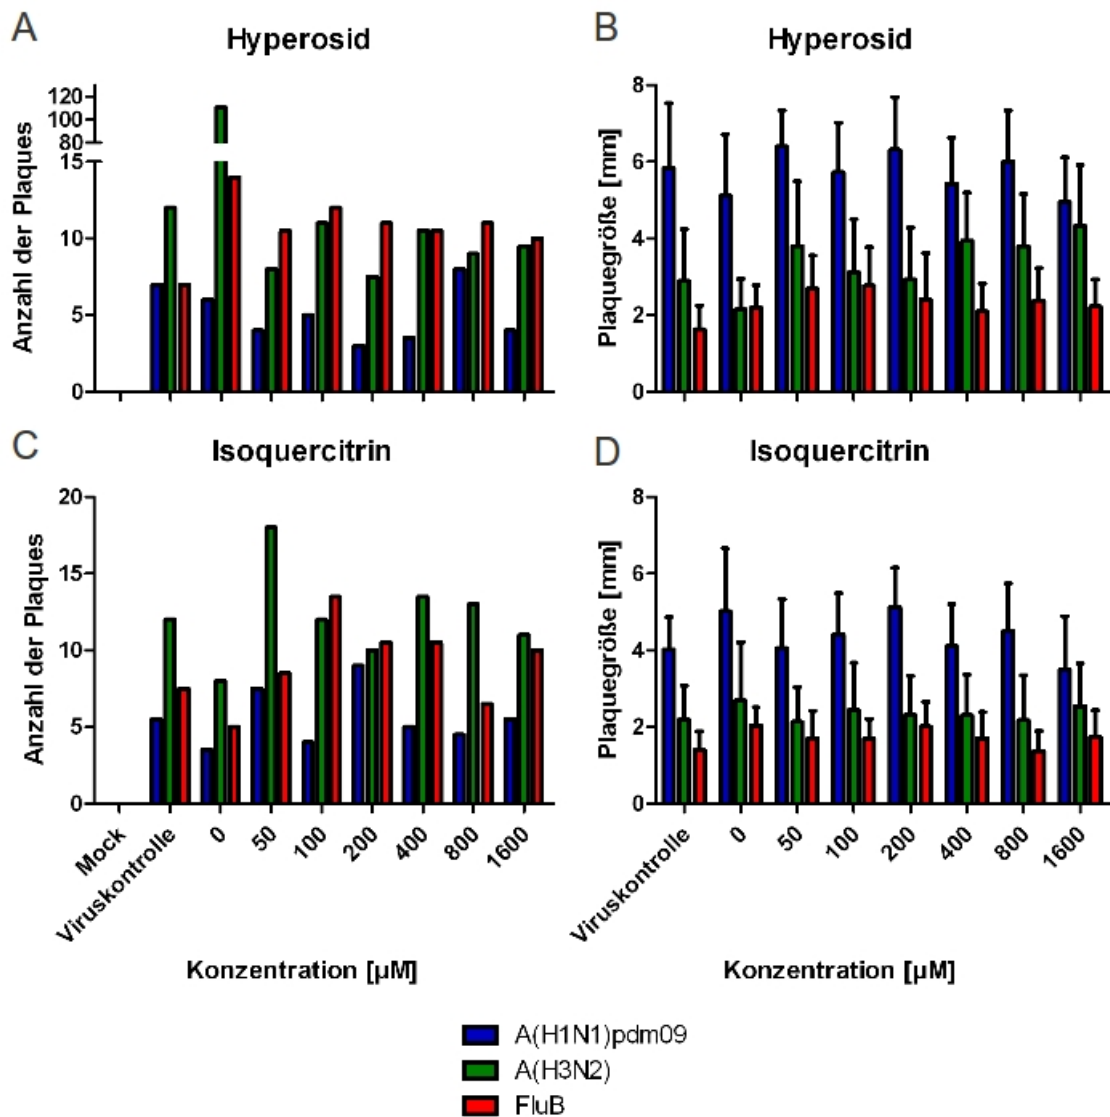 A
Hyperosid
Anzahl der Plaques
120
100
80
15
10
5
0
B
Hyperosid
Plaquegröße [mm]
8
6
4
2
0
C
Isoquercitrin
Anzahl der Plaques
20
15
10
5
0
Mock
Viruskontrolle
0
50
100
200
400
800
1600
Konzentration [µM]
D
Isoquercitrin
Plaquegröße [mm]
8
6
4
2
0
Viruskontrolle
0
50
100
200
400
800
1600
Konzentration [µM]
A(H1N1)pdm09
A(H3N2)
FluB